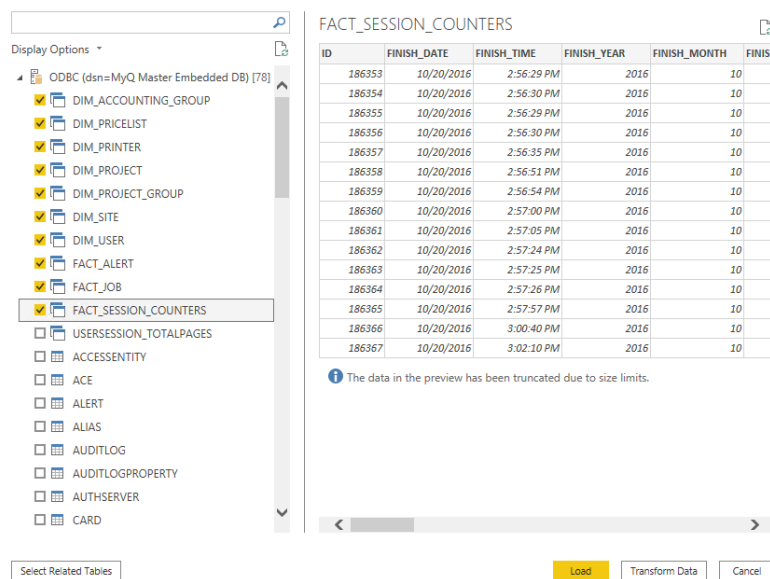 Display Options
ODBC (dsn=MyQ Master Embedded DB) [78]
DIM_ACCOUNTING_GROUP
DIM_PRICELIST
DIM_PRINTER
DIM_PROJECT
DIM_PROJECT_GROUP
DIM_SITE
DIM_USER
FACT_ALERT
FACT_JOB
FACT_SESSION_COUNTERS
USERSESSION_TOTALPAGES
ACCESSENTITY
ACE
ALERT
ALIAS
AUDITLOG
AUDITLOGPROPERTY
AUTHSERVER
CARD
FACT_SESSION_COUNTERS
ID FINISH_DATE FINISH_TIME FINISH_YEAR FINISH_MONTH FINIS
186353 10/20/2016 2:56:29 PM 2016 10
186354 10/20/2016 2:56:30 PM 2016 10
186355 10/20/2016 2:56:29 PM 2016 10
186356 10/20/2016 2:56:30 PM 2016 10
186357 10/20/2016 2:56:35 PM 2016 10
186358 10/20/2016 2:56:51 PM 2016 10
186359 10/20/2016 2:56:54 PM 2016 10
186360 10/20/2016 2:57:00 PM 2016 10
186361 10/20/2016 2:57:05 PM 2016 10
186362 10/20/2016 2:57:24 PM 2016 10
186363 10/20/2016 2:57:25 PM 2016 10
186364 10/20/2016 2:57:26 PM 2016 10
186365 10/20/2016 2:57:57 PM 2016 10
186366 10/20/2016 3:00:40 PM 2016 10
186367 10/20/2016 3:02:10 PM 2016 10
The data in the preview has been truncated due to size limits.
Select Related Tables
Load Transform Data Cancel